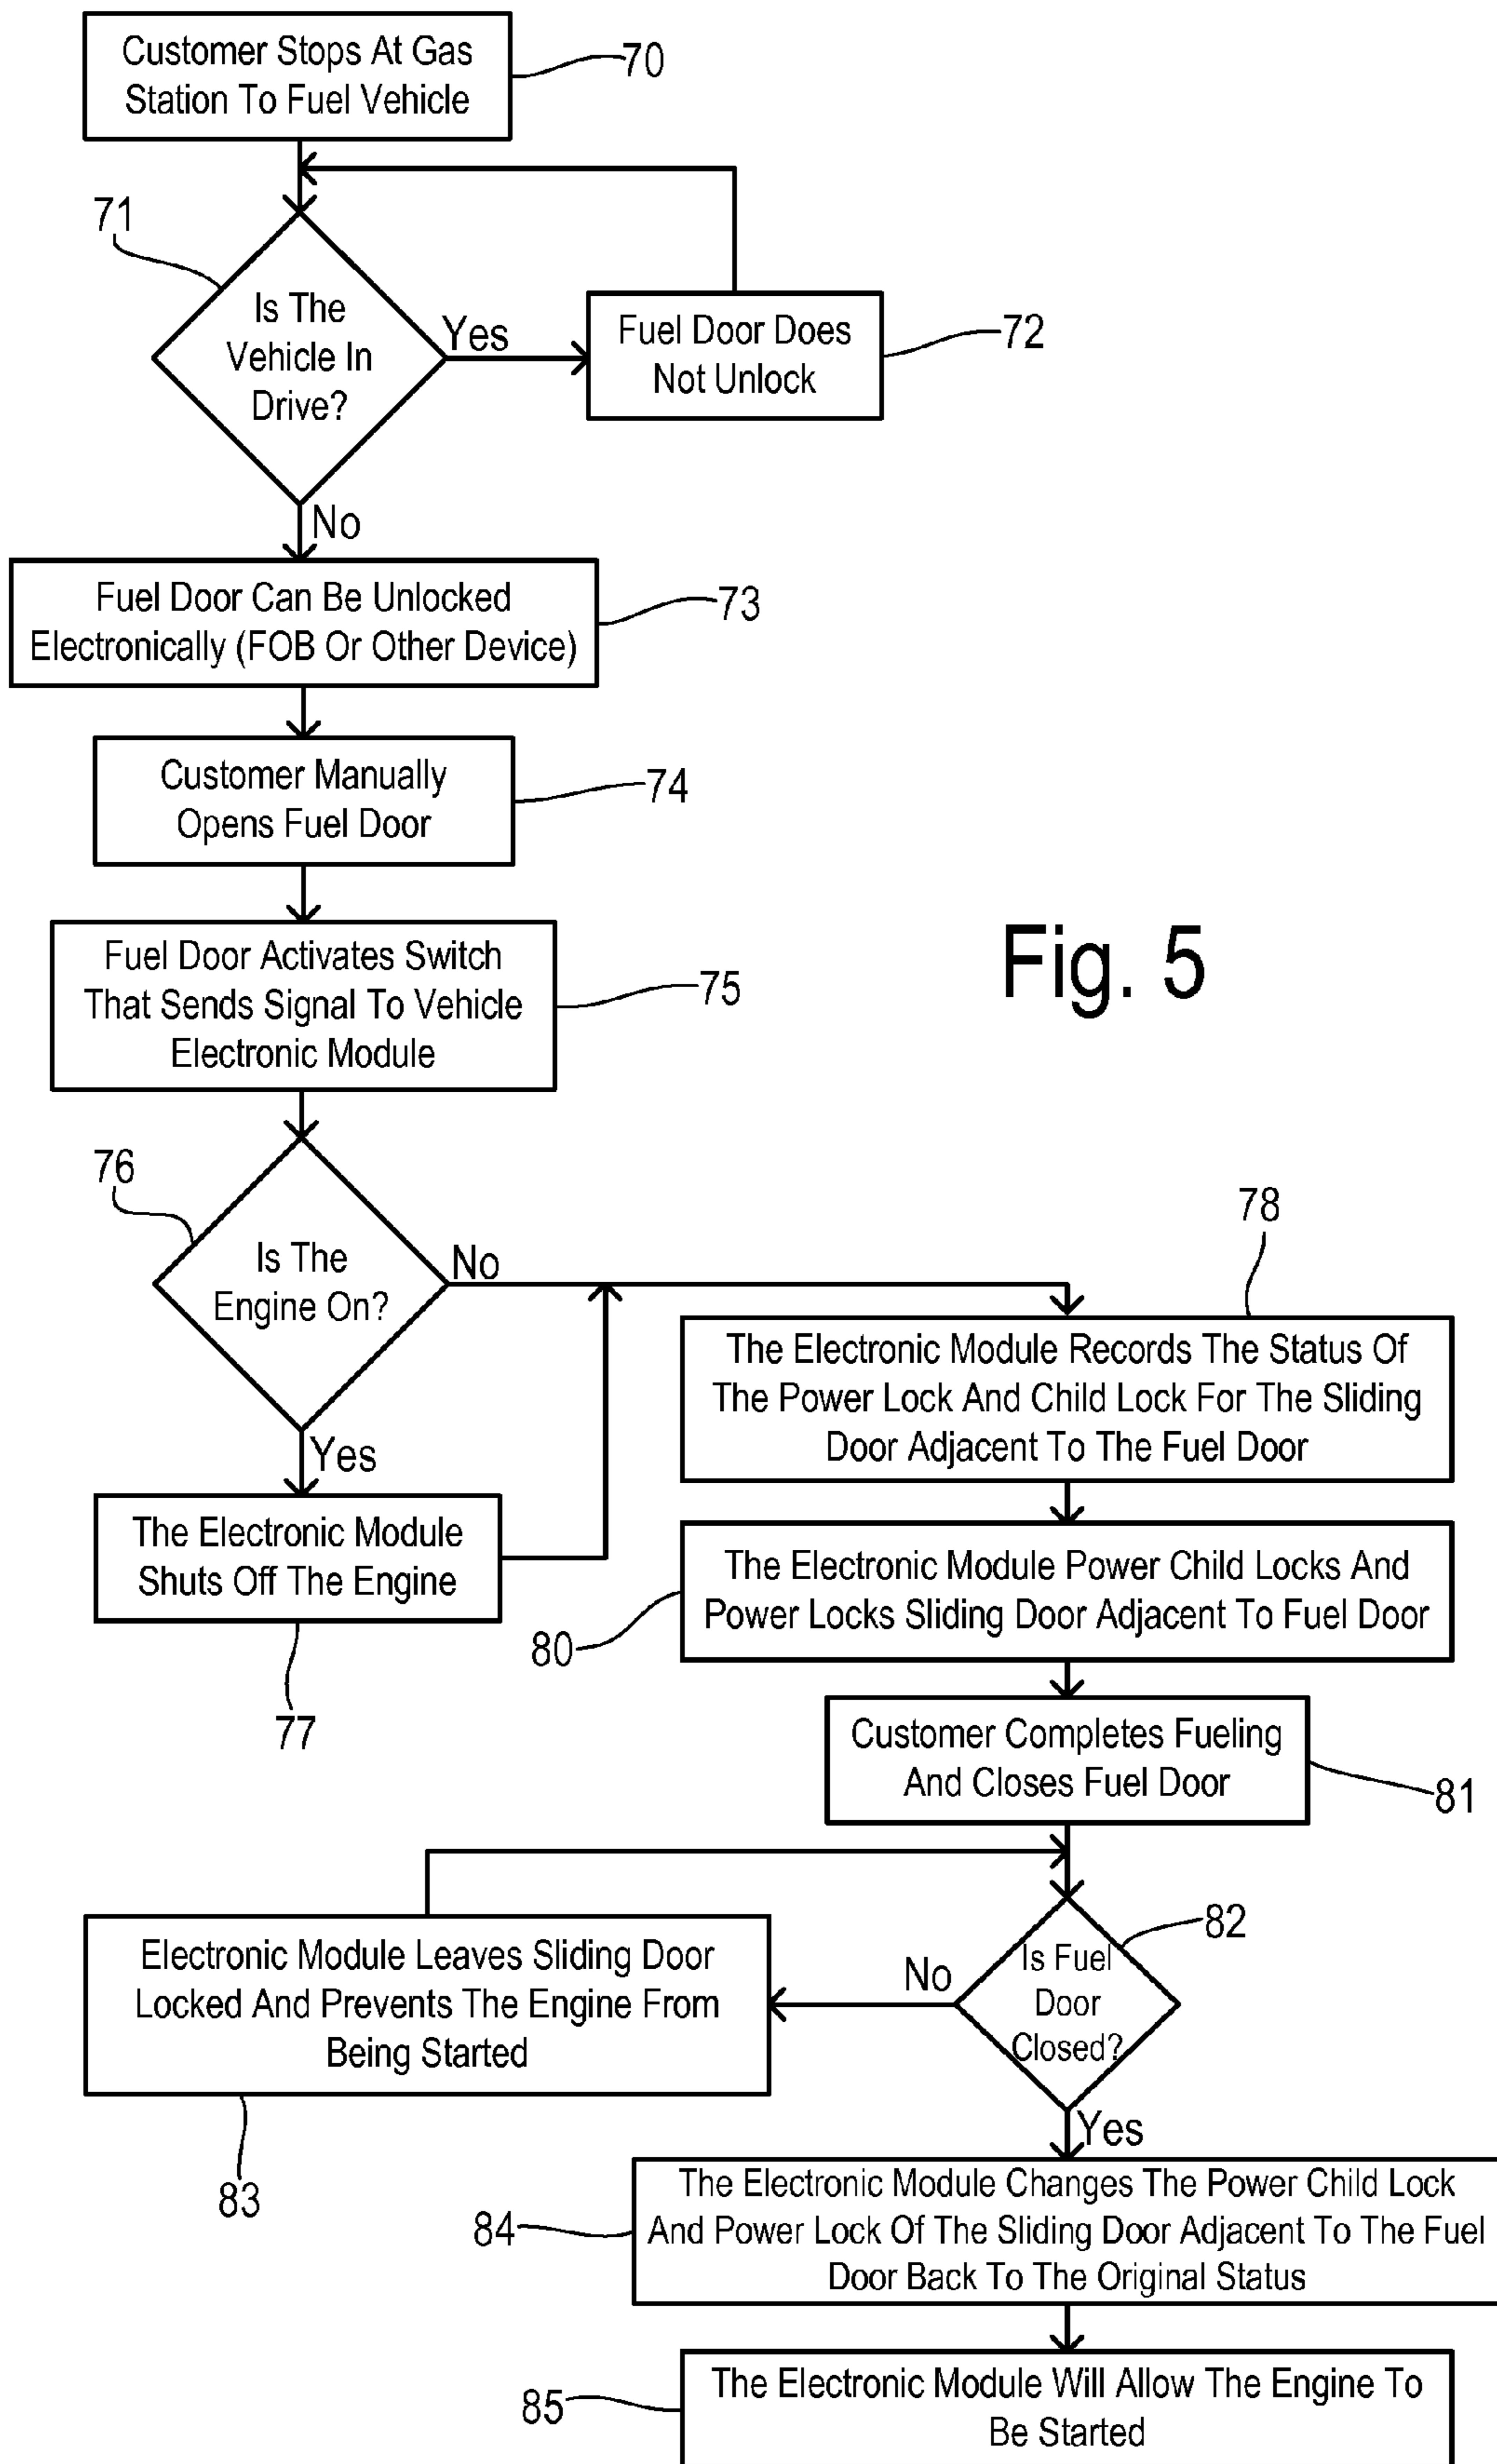 Customer Stops At Gas
Station To Fuel Vehicle
70
71
Is The
Vehicle In
Drive?
Yes
Fuel Door Does
Not Unlock
72
No
Fuel Door Can Be Unlocked
Electronically (FOB Or Other Device)
73
Customer Manually
Opens Fuel Door
74
Fuel Door Activates Switch
That Sends Signal To Vehicle
Electronic Module
75
Fig. 5
76
Is The
Engine On?
No
Yes
The Electronic Module
Shuts Off The Engine
77
78
The Electronic Module Records The Status Of
The Power Lock And Child Lock For The Sliding
Door Adjacent To The Fuel Door
The Electronic Module Power Child Locks And
Power Locks Sliding Door Adjacent To Fuel Door
80
Customer Completes Fueling
And Closes Fuel Door
81
82
Is Fuel
Door
Closed?
No
Electronic Module Leaves Sliding Door
Locked And Prevents The Engine From
Being Started
83
Yes
The Electronic Module Changes The Power Child Lock
And Power Lock Of The Sliding Door Adjacent To The Fuel
Door Back To The Original Status
84
The Electronic Module Will Allow The Engine To
Be Started
85